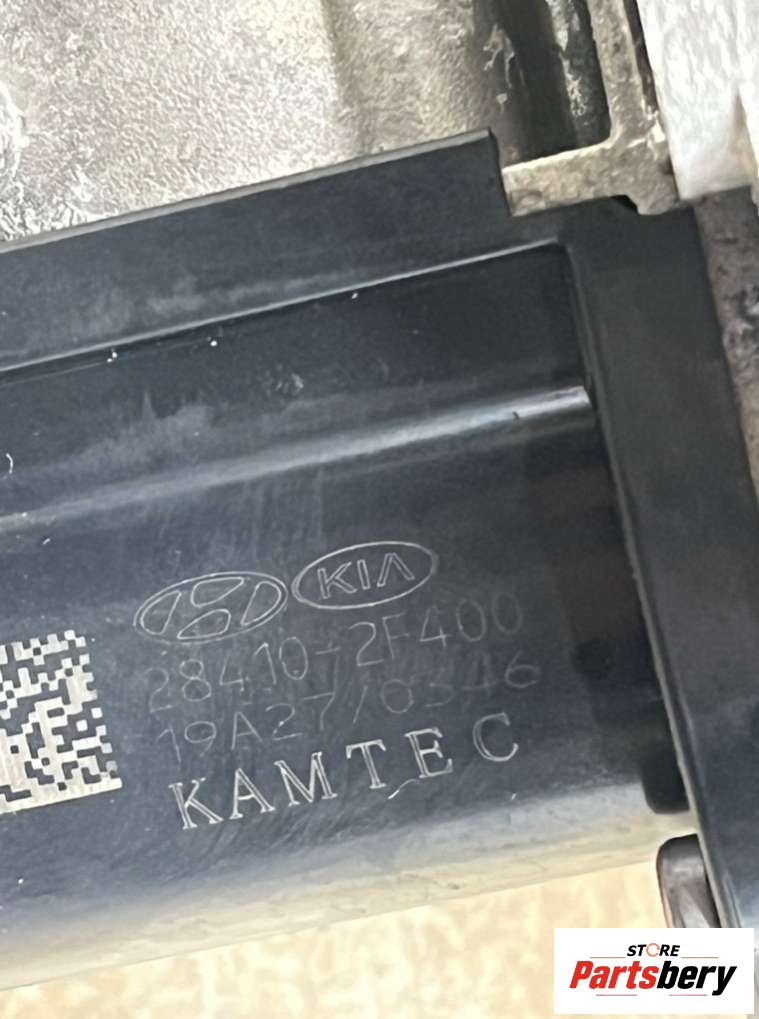 KIA
28410-2F400
19A27/0346
KAMTEC
STORE
Partsbery